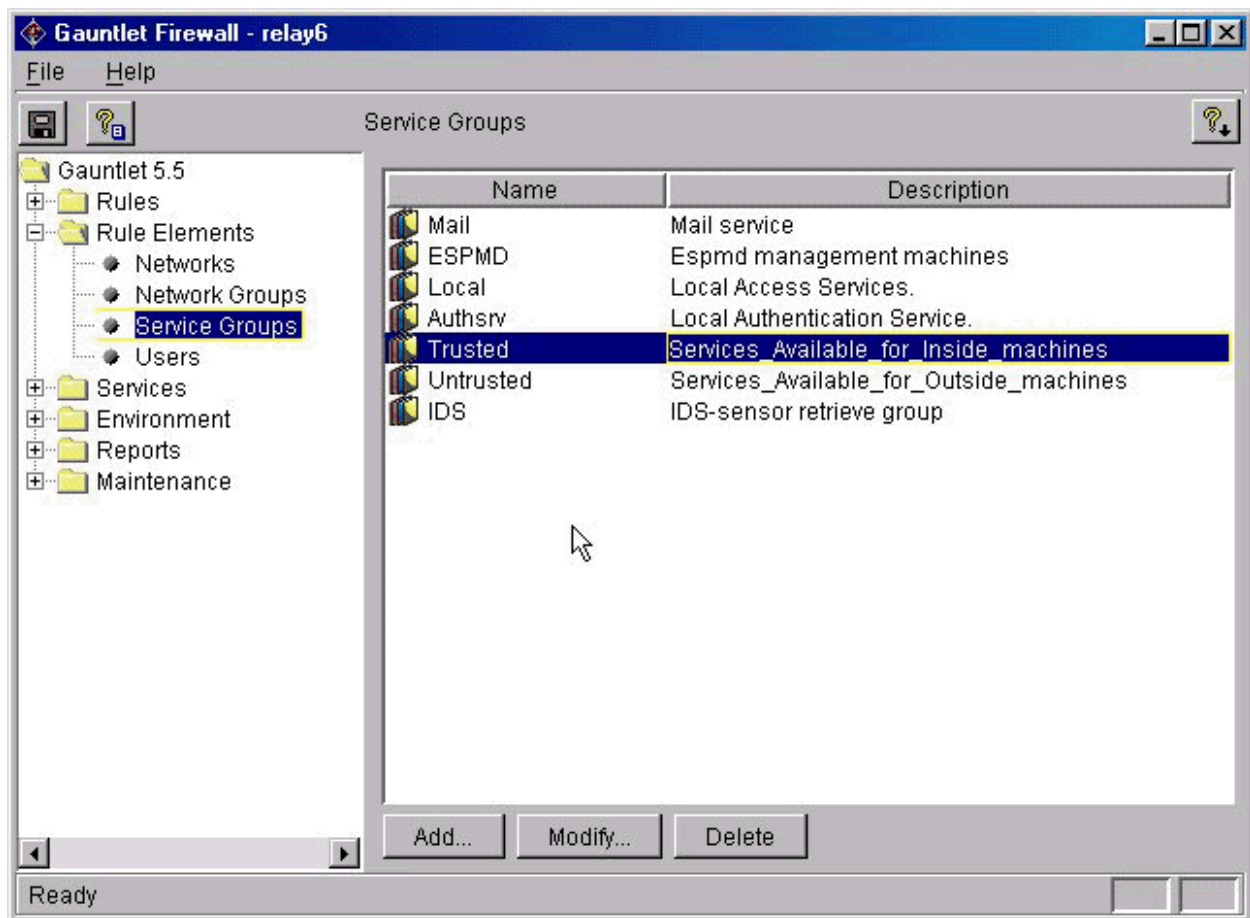 Gauntlet Firewall - relay6
File Help
Service Groups
Gauntlet 5.5
Rules
Rule Elements
Networks
Network Groups
Service Groups
Users
Services
Environment
Reports
Maintenance
Name Description
Mail Mail service
ESPMD Espmd management machines
Local Local Access Services.
Authsrv Local Authentication Service.
Trusted Services_Available_for_Inside_machines
Untrusted Services_Available_for_Outside_machines
IDS IDS-sensor retrieve group
Add... Modify... Delete
Ready